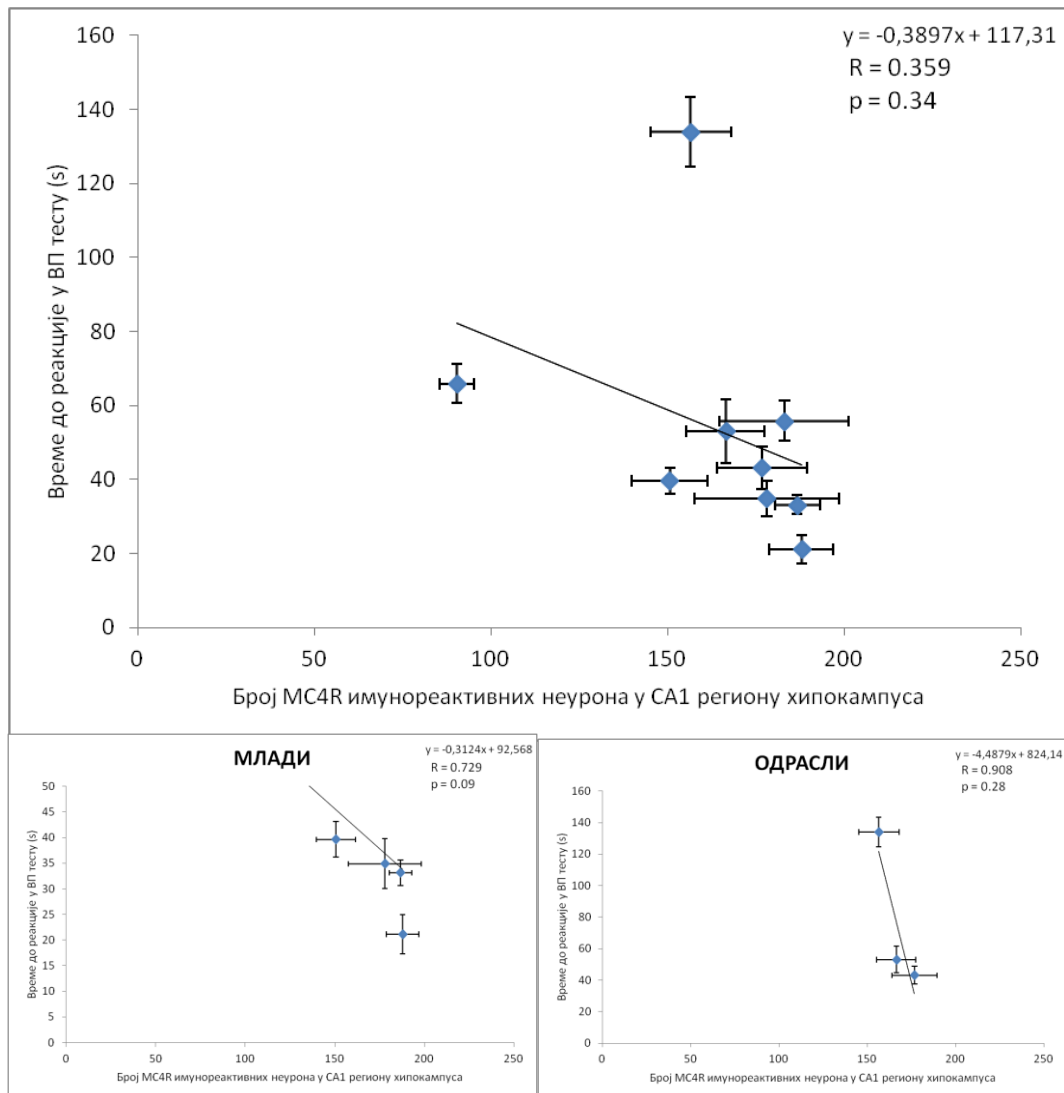 y = -0,3897x + 117,31
R = 0.359
p = 0.34
Време до реакције у ВП тесту (s)
160
140
120
100
80
60
40
20
0
0 50 100 150 200 250
Број MC4R имунореактивних неурона у CA1 региону хипокампуса
МЛАДИ
y = -0,3124x + 92,568
R = 0.729
p = 0.09
Време до реакције у ВП тесту (s)
50
45
40
35
30
25
20
15
10
5
0
0 50 100 150 200 250
Број MC4R имунореактивних неурона у CA1 региону хипокампуса
ОДРАСЛИ
y = -4,4879x + 824,14
R = 0.908
p = 0.28
Време до реакције у ВП тесту (s)
160
140
120
100
80
60
40
20
0
0 50 100 150 200 250
Број MC4R имунореактивних неурона у CA1 региону хипокампуса